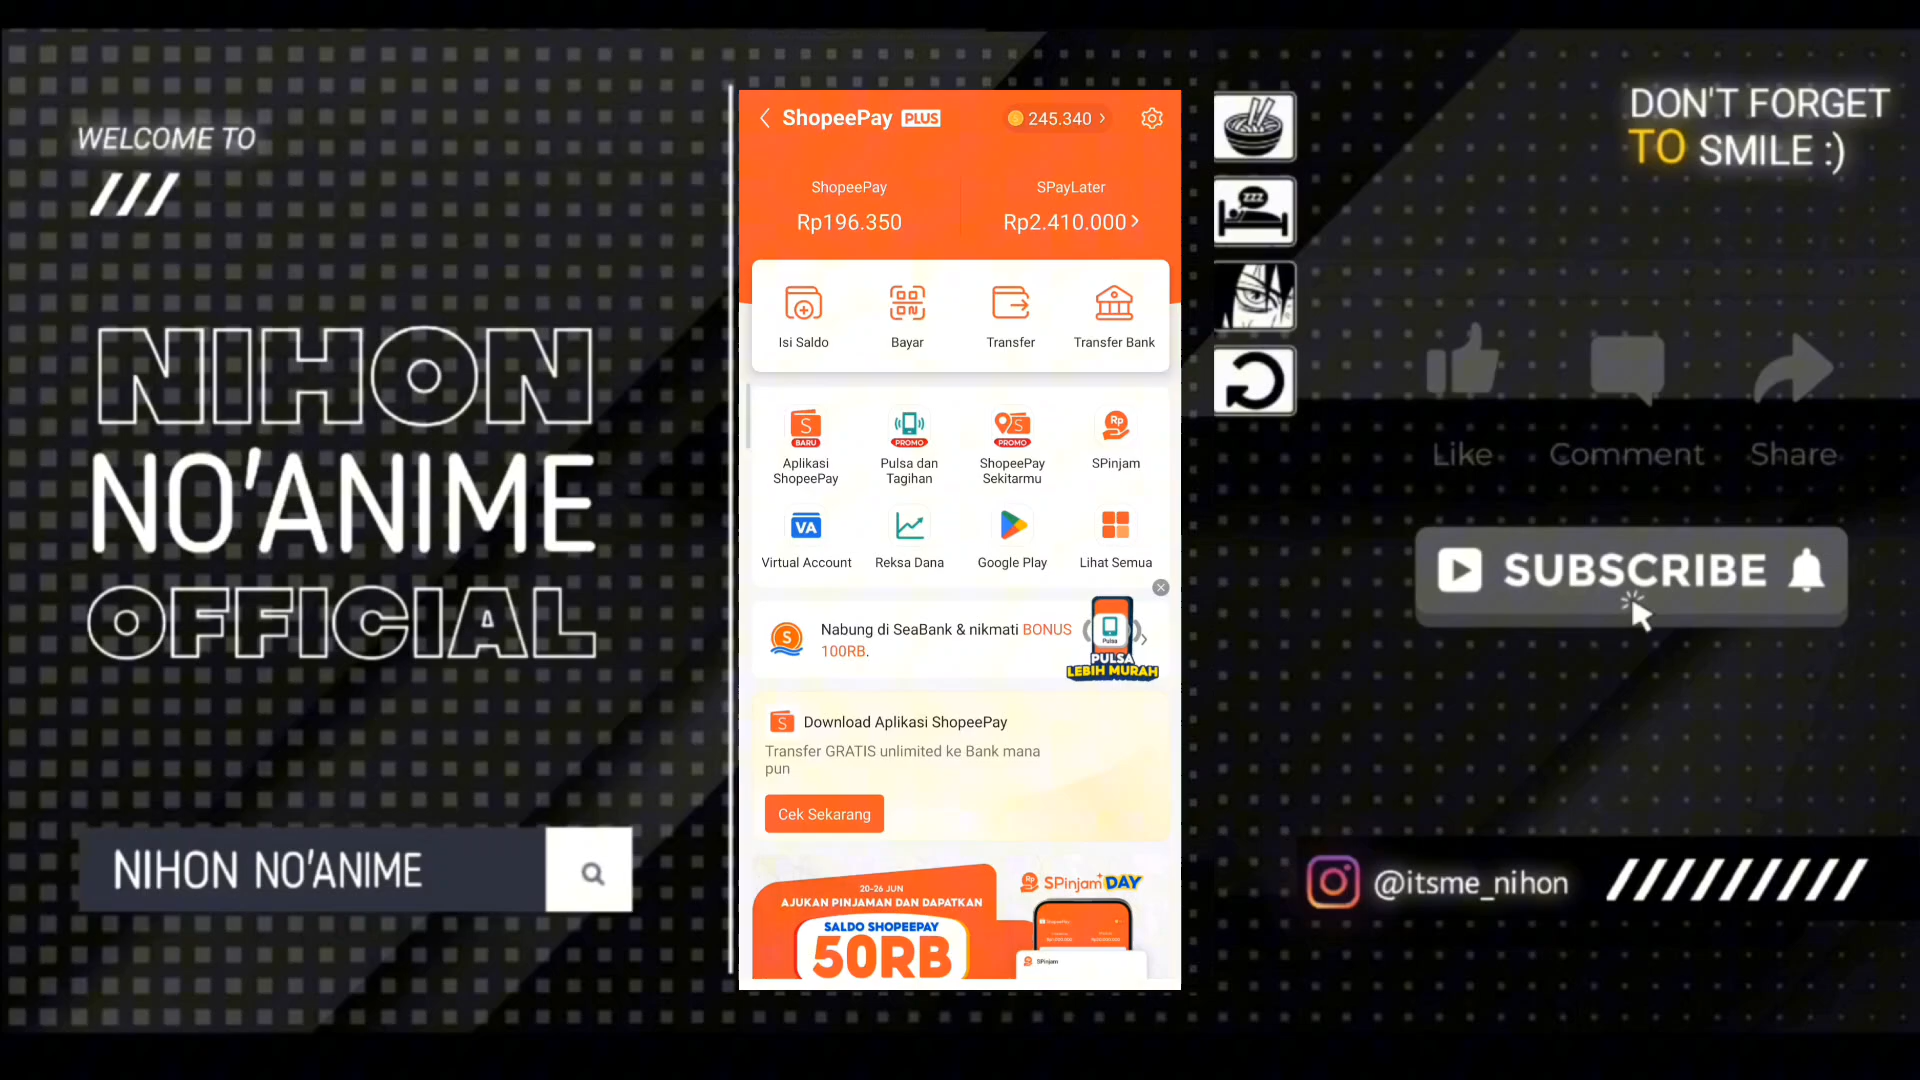 WELCOME TO
NIHON
NO'ANIME
OFFICIAL
NIHON NO'ANIME
ShopeePay PLUS
245.340
ShopeePay
SPayLater
Rp196.350
Rp2.410.000
Isi Saldo
Bayar
Transfer
Transfer Bank
BARU
PROMO
PROMO
Rp
Aplikasi
ShopeePay
Pulsa dan
Tagihan
ShopeePay
Sekitarmu
SPinjam
VA
Virtual Account
Reksa Dana
Google Play
Lihat Semua
Nabung di SeaBank & nikmati BONUS
100RB.
Pulsa
PULSA
LEBIH MURAH
Download Aplikasi ShopeePay
Transfer GRATIS unlimited ke Bank mana
pun
Cek Sekarang
20-26 JUN
AJUKAN PINJAMAN DAN DAPATKAN
SALDO SHOPEEPAY
50RB
SPinjam DAY
SPinjam
ZZZ
DON'T FORGET
TO SMILE :)
Like
Comment
Share
SUBSCRIBE
@itsme_nihon